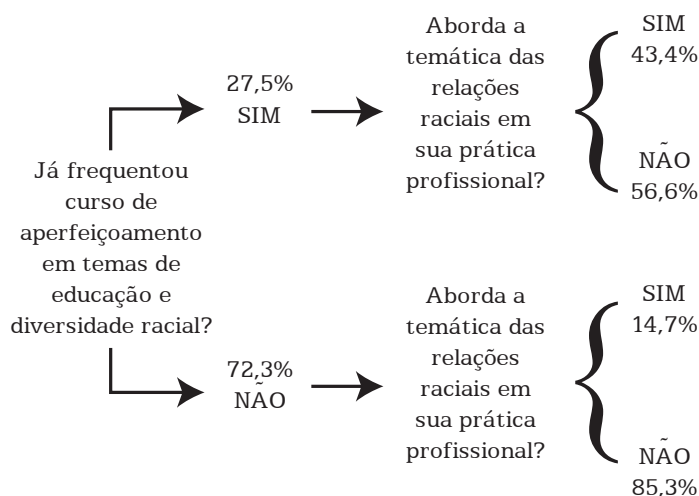 Já frequentou
curso de
aperfeiçoamento
em temas de
educação e
diversidade racial?
27,5%
SIM
Aborda a
temática das
relações
raciais em
sua prática
profissional?
SIM
43,4%
NÃO
56,6%
72,3%
NÃO
Aborda a
temática das
relações
raciais em
sua prática
profissional?
SIM
14,7%
NÃO
85,3%